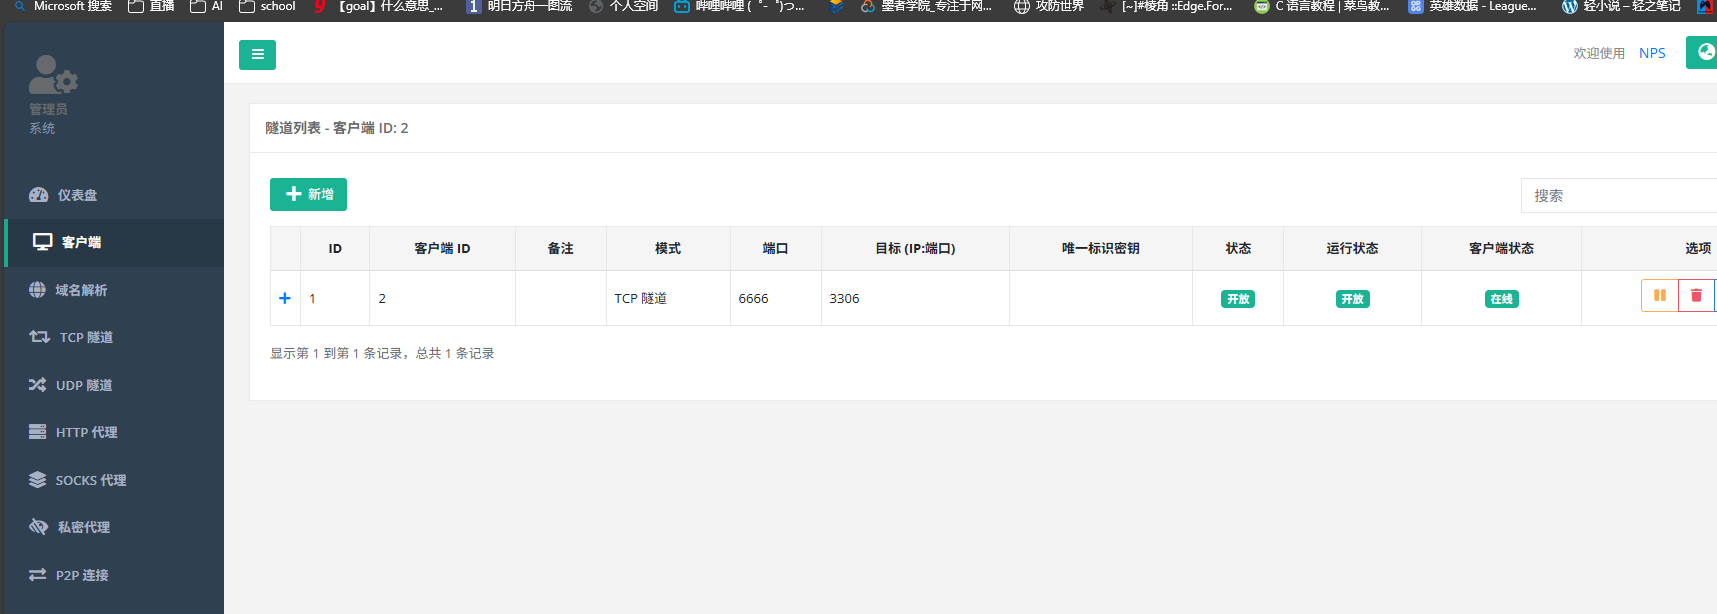 Microsoft 搜索 直播 AI school 【goal】什么意思_... 明日方舟一图流 个人空间 哔哩哔哩 ( ゜- ゜)つ... 墨者学院_专注于网... 攻防世界 [~]#棱角 ::Edge.For... C 语言教程 | 菜鸟教... 英雄数据 - League... 轻小说 – 轻之笔记
欢迎使用 NPS
管理员
系统
仪表盘
客户端
域名解析
TCP 隧道
UDP 隧道
HTTP 代理
SOCKS 代理
私密代理
P2P 连接
隧道列表 - 客户端 ID: 2
新增
搜索
ID 客户端 ID 备注 模式 端口 目标 (IP:端口) 唯一标识密钥 状态 运行状态 客户端状态 选项
1 2 TCP 隧道 6666 3306 开放 开放 在线
显示第 1 到第 1 条记录，总共 1 条记录